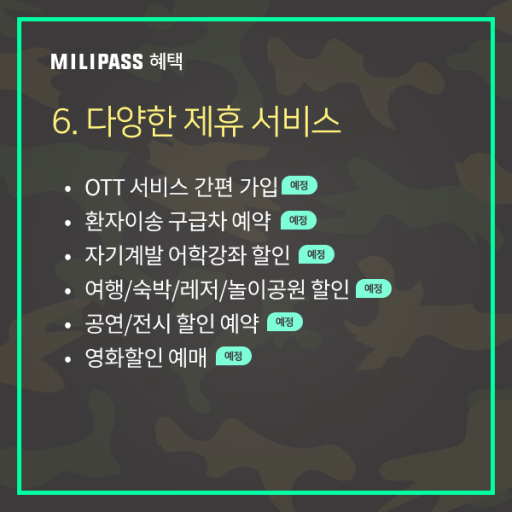 MILIPASS 혜택
6. 다양한 제휴 서비스
• OTT 서비스 간편 가입 예정
• 환자이송 구급차 예약 예정
• 자기계발 어학강좌 할인 예정
• 여행/숙박/레저/놀이공원 할인 예정
• 공연/전시 할인 예약 예정
• 영화할인 예매 예정